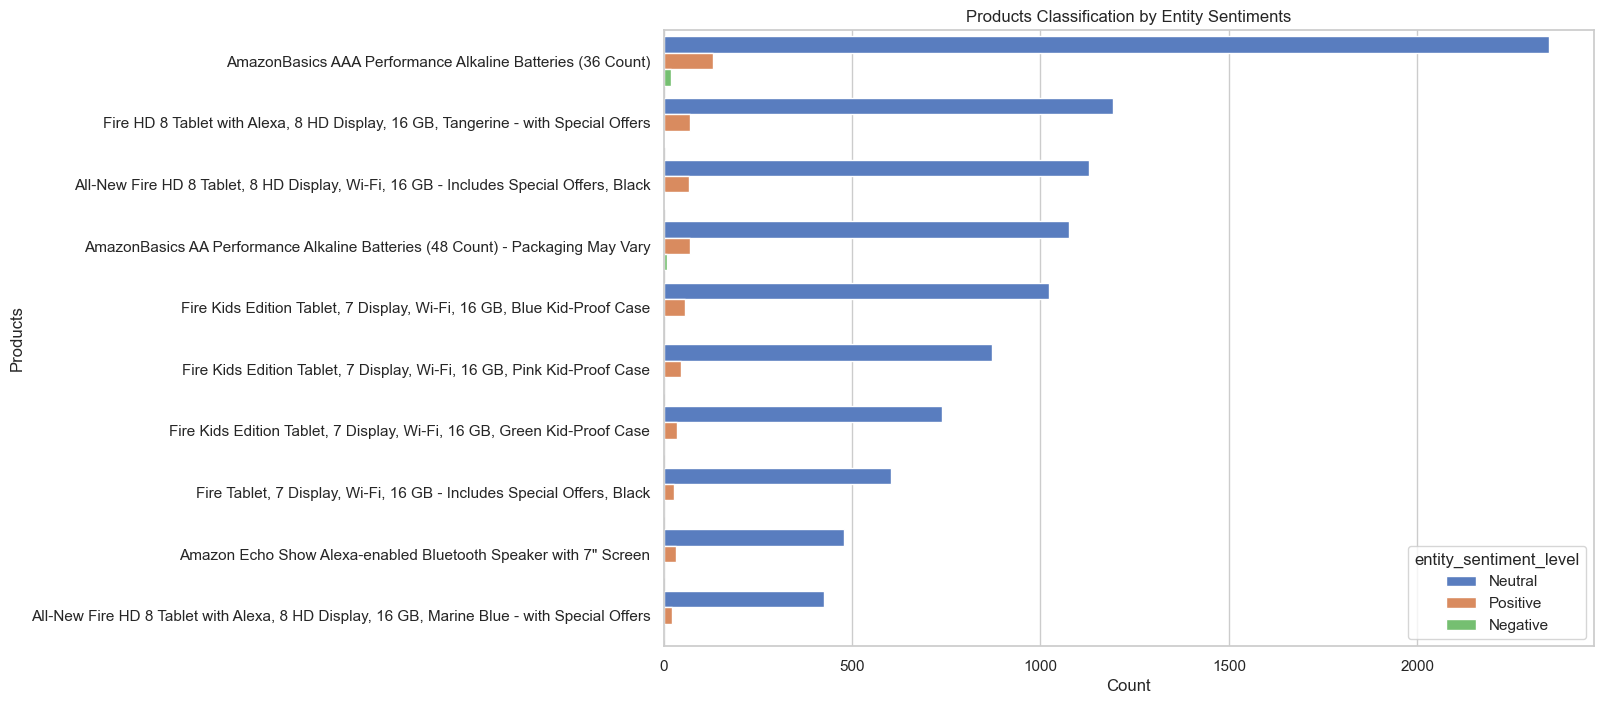 Products Classification by Entity Sentiments
AmazonBasics AAA Performance Alkaline Batteries (36 Count)
Fire HD 8 Tablet with Alexa, 8 HD Display, 16 GB, Tangerine - with Special Offers
All-New Fire HD 8 Tablet, 8 HD Display, Wi-Fi, 16 GB - Includes Special Offers, Black
AmazonBasics AA Performance Alkaline Batteries (48 Count) - Packaging May Vary
Fire Kids Edition Tablet, 7 Display, Wi-Fi, 16 GB, Blue Kid-Proof Case
Fire Kids Edition Tablet, 7 Display, Wi-Fi, 16 GB, Pink Kid-Proof Case
Fire Kids Edition Tablet, 7 Display, Wi-Fi, 16 GB, Green Kid-Proof Case
Fire Tablet, 7 Display, Wi-Fi, 16 GB - Includes Special Offers, Black
Amazon Echo Show Alexa-enabled Bluetooth Speaker with 7" Screen
All-New Fire HD 8 Tablet with Alexa, 8 HD Display, 16 GB, Marine Blue - with Special Offers
Products
entity_sentiment_level
Neutral
Positive
Negative
0 500 1000 1500 2000
Count